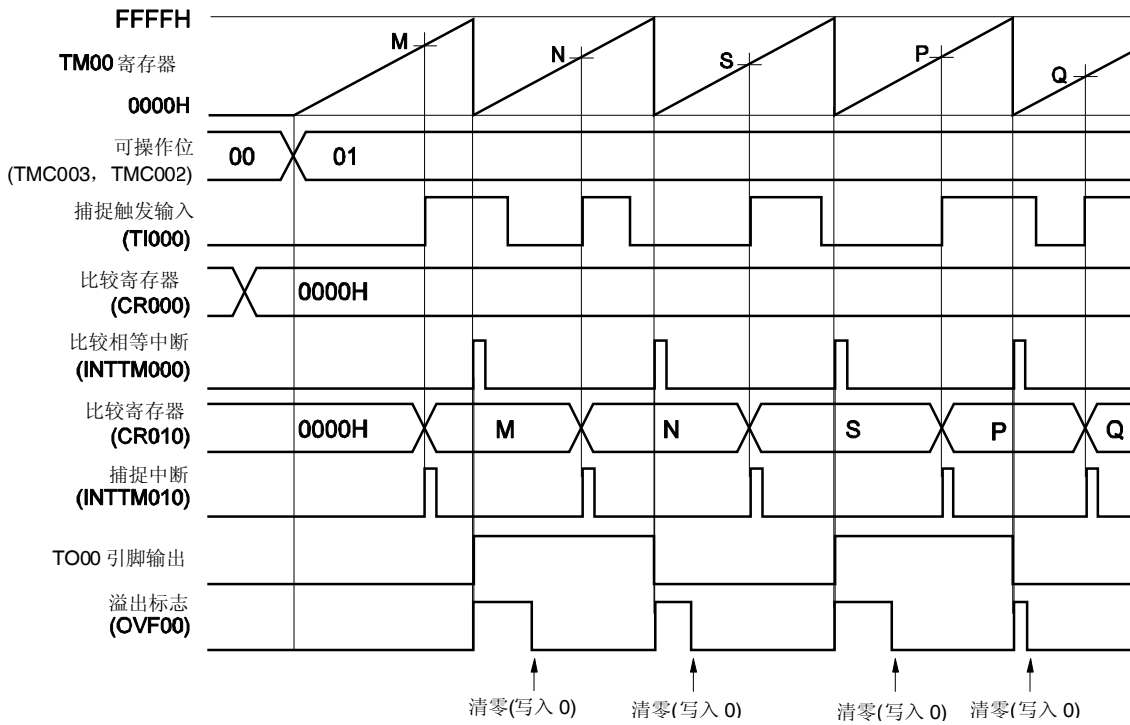 FFFFH
TM00 寄存器
0000H
M
N
S
P
Q
可操作位
(TMC003，TMC002)
00
01
捕捉触发输入
(TI000)
比较寄存器
(CR000)
0000H
比较相等中断
(INTTM000)
比较寄存器
(CR010)
0000H
M
N
S
P
Q
捕捉中断
(INTTM010)
TO00 引脚输出
溢出标志
(OVF00)
清零(写入 0)
清零(写入 0)
清零(写入 0)
清零(写入 0)